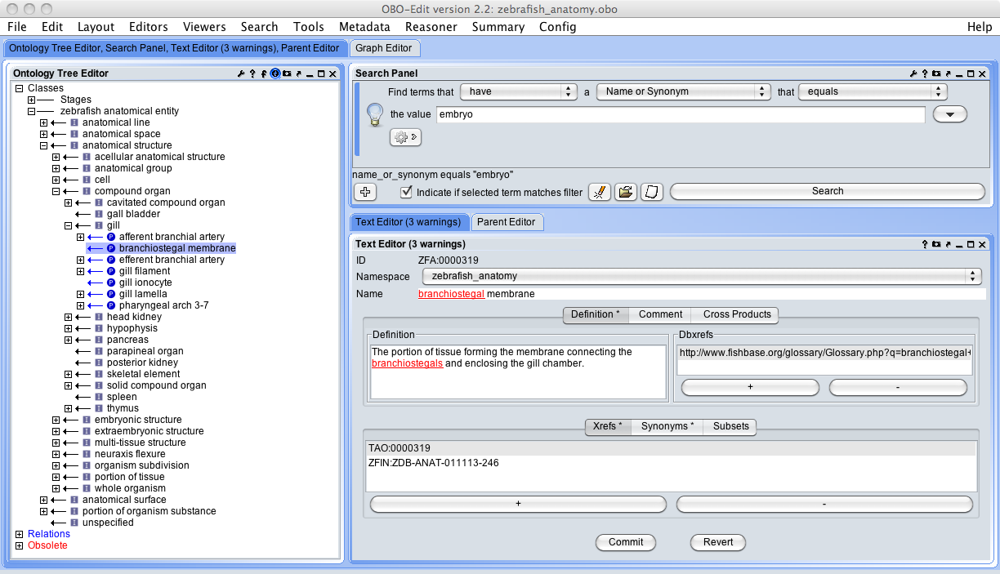 OBO-Edit version 2.2: zebrafish_anatomy.obo
File Edit Layout Editors Viewers Search Tools Metadata Reasoner Summary Config Help
Ontology Tree Editor, Search Panel, Text Editor (3 warnings), Parent Editor
Graph Editor
Ontology Tree Editor
Classes
Stages
zebrafish anatomical entity
anatomical line
anatomical space
anatomical structure
acellular anatomical structure
anatomical group
cell
compound organ
cavitated compound organ
gall bladder
gill
afferent branchial artery
branchiostegal membrane
efferent branchial artery
gill filament
gill ionocyte
gill lamella
pharyngeal arch 3-7
head kidney
hypophysis
pancreas
parapineal organ
posterior kidney
skeletal element
solid compound organ
spleen
thymus
embryonic structure
extraembryonic structure
multi-tissue structure
neuraxis flexure
organism subdivision
portion of tissue
whole organism
anatomical surface
portion of organism substance
unspecified
Relations
Obsolete
Search Panel
Find terms that have a Name or Synonym that equals
the value embryo
name_or_synonym equals "embryo"
Indicate if selected term matches filter
Search
Text Editor (3 warnings)
Parent Editor
Text Editor (3 warnings)
ID ZFA:0000319
Namespace zebrafish_anatomy
Name branchiostegal membrane
Definition * Comment Cross Products
Definition
The portion of tissue forming the membrane connecting the
branchiostegals and enclosing the gill chamber.
Dbxrefs
http://www.fishbase.org/glossary/Glossary.php?q=branchiostegal+
+ -
Xrefs * Synonyms * Subsets
TAO:0000319
ZFIN:ZDB-ANAT-011113-246
+ -
Commit Revert